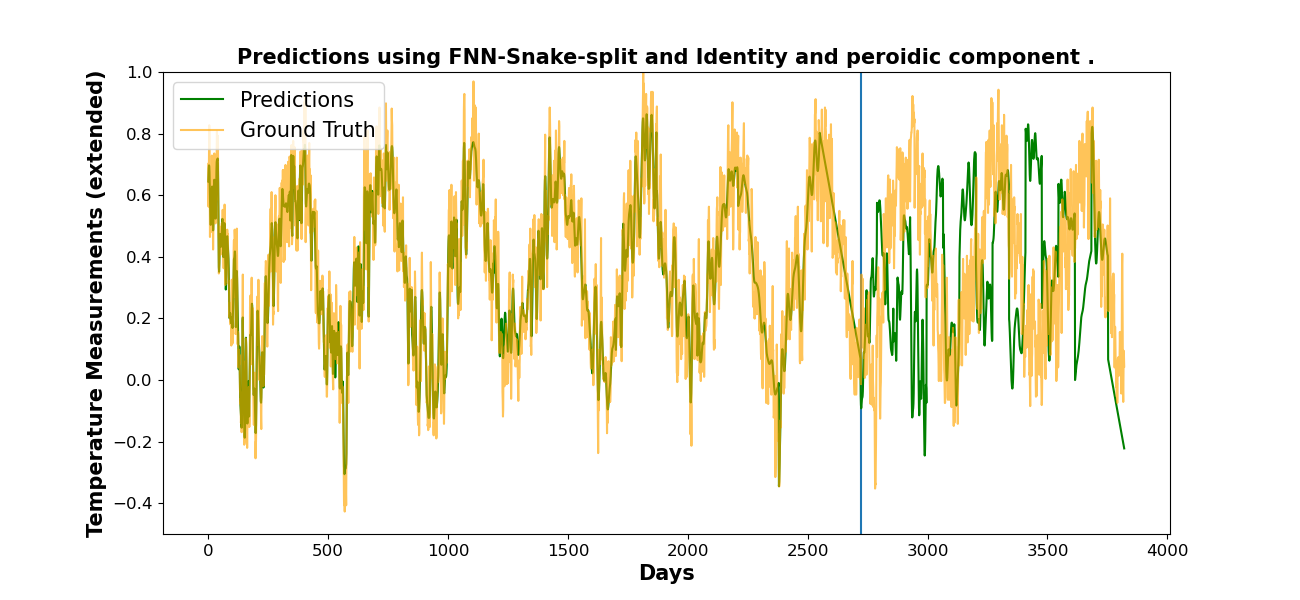 Predictions using FNN-Snake-split and Identity and peroidic component .
Predictions
Ground Truth
Temperature Measurements (extended)
1.0
0.8
0.6
0.4
0.2
0.0
−0.2
−0.4
0 500 1000 1500 2000 2500 3000 3500 4000
Days